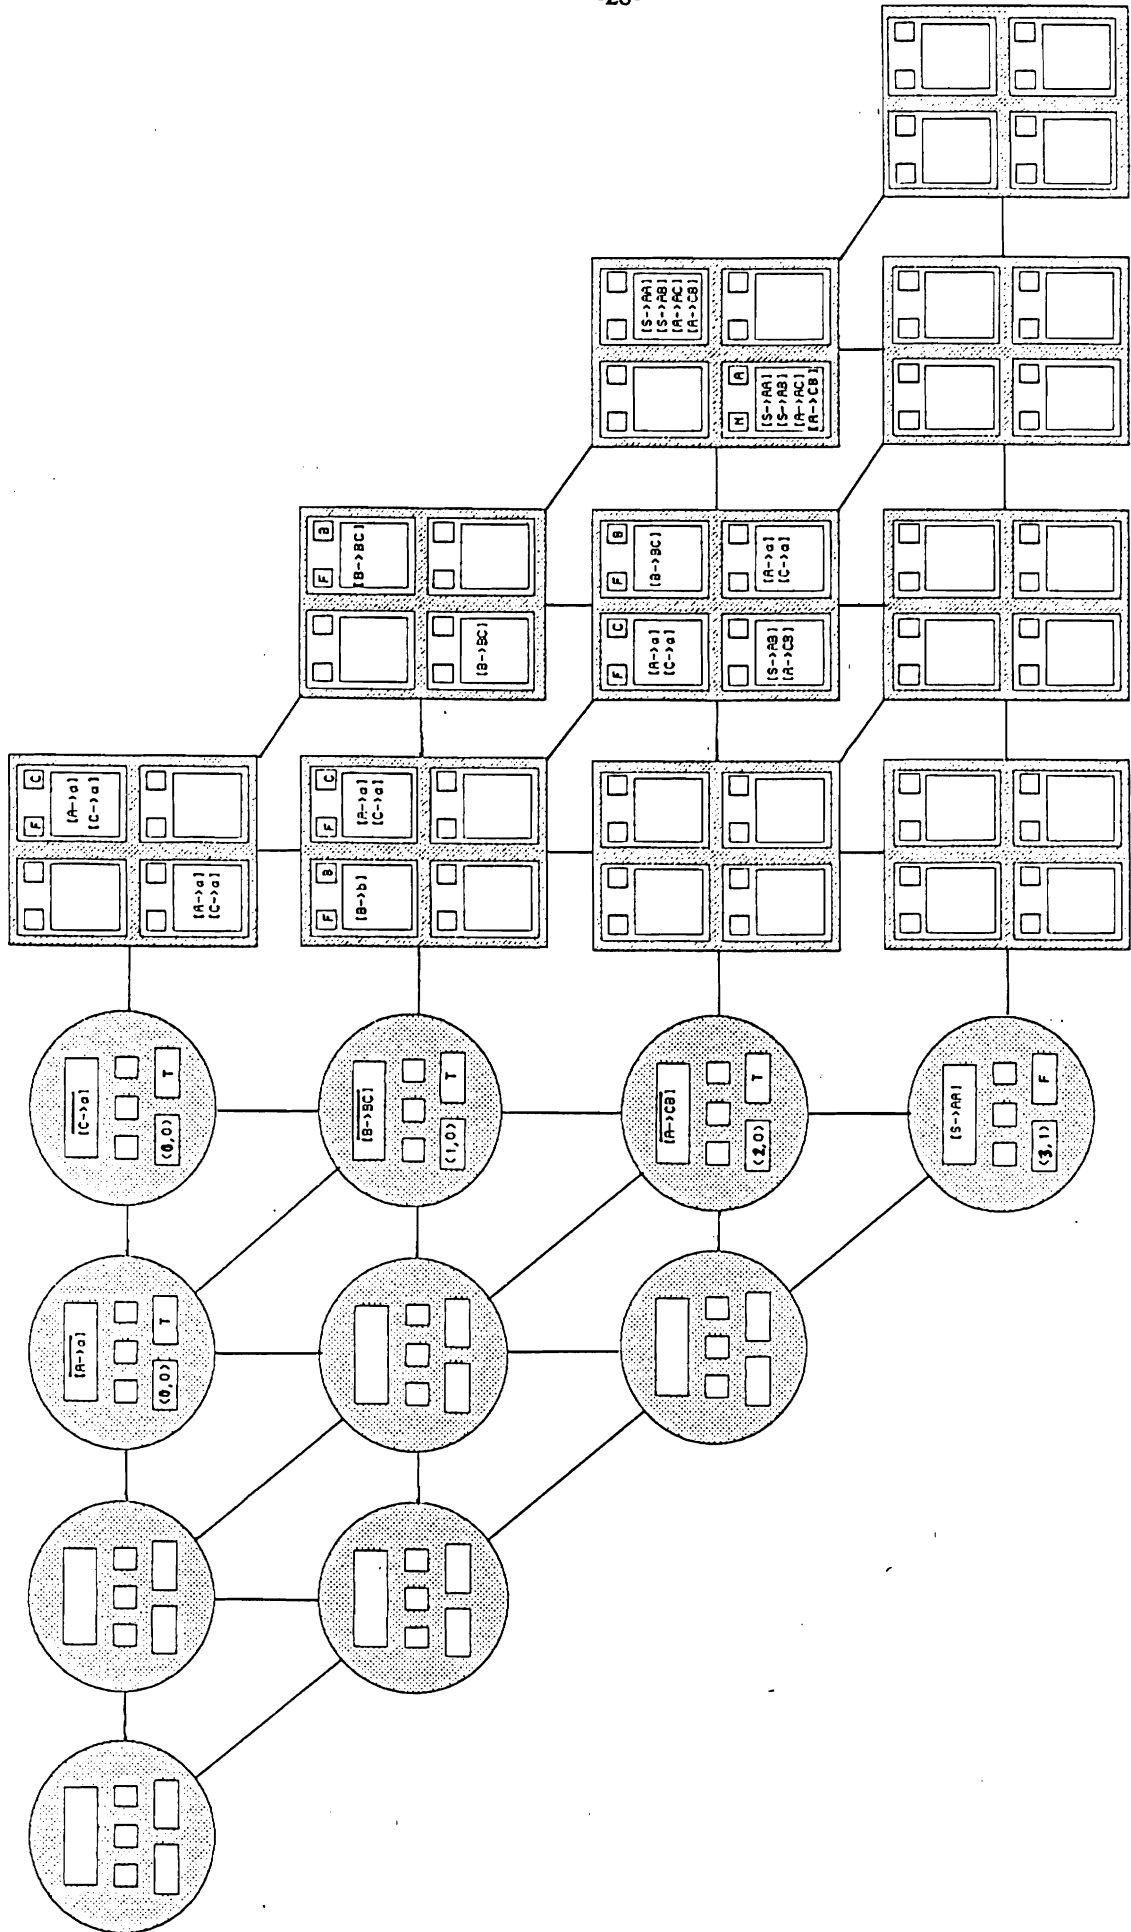 [A->a]
(0,0) T
[C->a]
(0,0) T
F C
[A->a]
[C->a]
[A->a]
[C->a]
[B->BC]
(1,0) T
F B
[B->b]
F C
[A->a]
[C->a]
F B
[B->BC]
[B->BC]
[A->CB]
(2,0) T
F C
[A->a]
[C->a]
F B
[B->BC]
[S->AB]
[A->CB]
[A->a]
[C->a]
[S->AA]
[S->AB]
[A->AC]
[A->CB]
N A
[S->AA]
[S->AB]
[A->AC]
[A->CB]
[S->AA]
(3,1) F